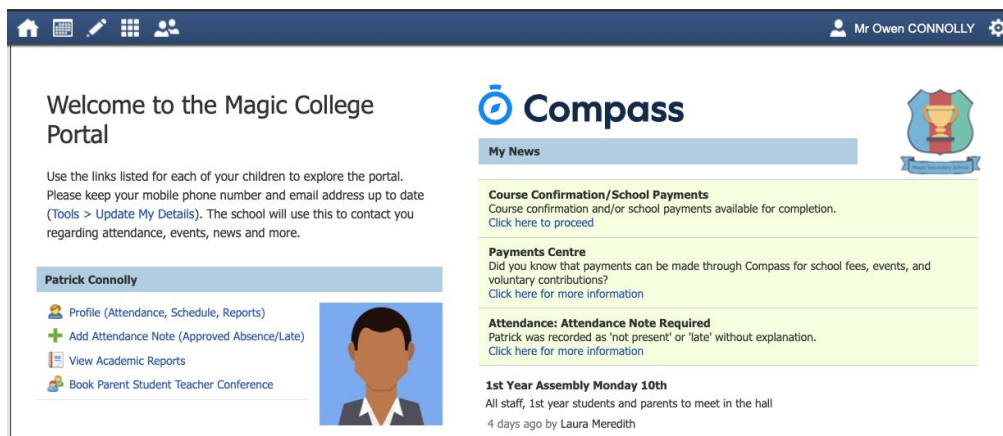 Mr Owen CONNOLLY
Welcome to the Magic College
Portal
Use the links listed for each of your children to explore the portal.
Please keep your mobile phone number and email address up to date
(Tools > Update My Details). The school will use this to contact you
regarding attendance, events, news and more.
Patrick Connolly
Profile (Attendance, Schedule, Reports)
Add Attendance Note (Approved Absence/Late)
View Academic Reports
Book Parent Student Teacher Conference
Compass
Magic Secondary School
My News
Course Confirmation/School Payments
Course confirmation and/or school payments available for completion.
Click here to proceed
Payments Centre
Did you know that payments can be made through Compass for school fees, events, and
voluntary contributions?
Click here for more information
Attendance: Attendance Note Required
Patrick was recorded as 'not present' or 'late' without explanation.
Click here for more information
1st Year Assembly Monday 10th
All staff, 1st year students and parents to meet in the hall
4 days ago by Laura Meredith